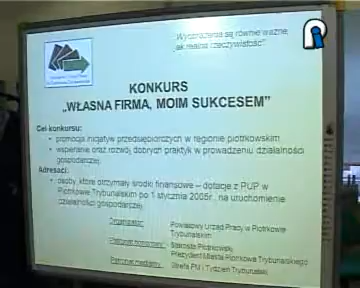 „Wyobrażenia są równie ważne,
jak realna rzeczywistość”
KONKURS
„WŁASNA FIRMA, MOIM SUKCESEM”
Cel konkursu:
• promocja inicjatyw przedsiębiorczych w regionie piotrkowskim
• wspieranie oraz rozwój dobrych praktyk w prowadzeniu działalności
gospodarczej.
Adresaci:
• osoby, które otrzymały środki finansowe – dotacje z PUP w
Piotrkowie Trybunalskim po 1 stycznia 2005r., na uruchomienie
działalności gospodarczej.
Organizator: Powiatowy Urząd Pracy w Piotrkowie
Trybunalskim
Patronat honorowy: Starosta Piotrkowski,
Prezydent Miasta Piotrkowa Trybunalskiego
Patronat medialny: Strefa FM i Tydzień Trybunalski